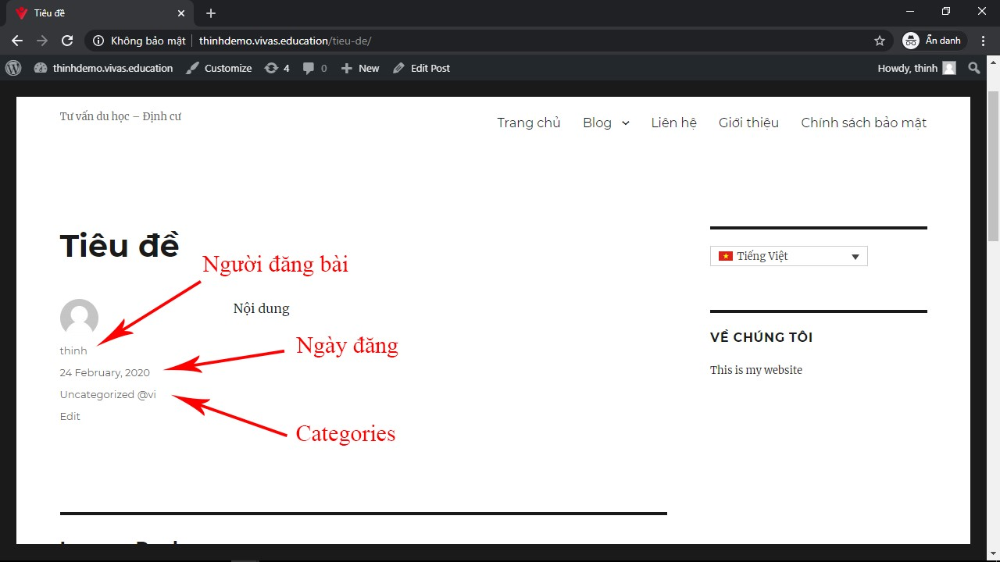 Tiêu đề
Không bảo mật thinhdemo.vivas.education/tieu-de/ Ẩn danh
thinhdemo.vivas.education Customize 4 0 New Edit Post Howdy, thinh
Tư vấn du học – Định cư
Trang chủ Blog Liên hệ Giới thiệu Chính sách bảo mật
Tiêu đề
Tiếng Việt
Người đăng bài
Nội dung
VỀ CHÚNG TÔI
Ngày đăng
thinh
This is my website
24 February, 2020
Uncategorized @vi
Edit
Categories